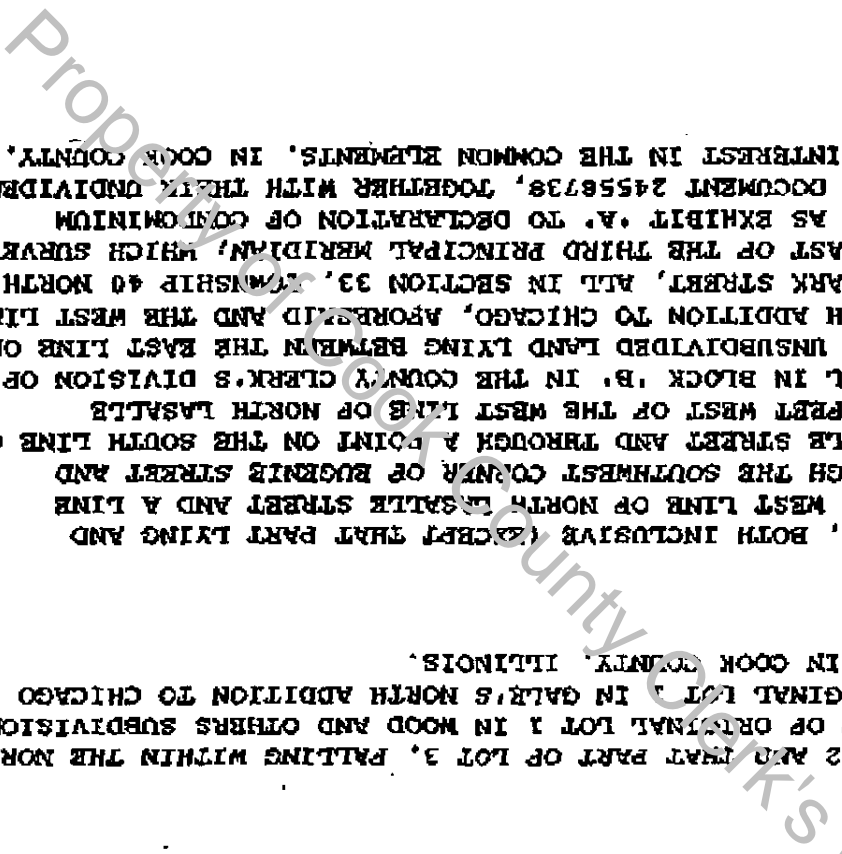 2 AND THAT PART OF LOT 3, FALLING WITHIN THE NOR
OF ORIGINAL LOT 1 IN WOOD AND OTHERS SUBDIVISIO
GINAL LOT 1 IN GALE'S NORTH ADDITION TO CHICAGO
IN COOK COUNTY, ILLINOIS.
, BOTH INCLUSIVE (EXCEPT THAT PART LYING AND
WEST LINE OF NORTH LASALLE STREET AND A LINE
GH THE SOUTHWEST CORNER OF EUGENIE STREET AND
LE STREET AND THROUGH A POINT ON THE SOUTH LINE O
FEET WEST OF THE WEST LINE OF NORTH LASALLE
L IN BLOCK 'B' IN THE COUNTY CLERK'S DIVISION OF
UNSUBDIVIDED LAND LYING BETWEEN THE EAST LINE OF
H ADDITION TO CHICAGO, AFORESAID AND THE WEST LIN
ARK STREET, ALL IN SECTION 33, TOWNSHIP 40 NORTH
AST OF THE THIRD PRINCIPAL MERIDIAN, WHICH SURVE
AS EXHIBIT 'A' TO DECLARATION OF CONDOMINIUM
DOCUMENT 24558738, TOGETHER WITH THEIR UNDIVIDED
INTEREST IN THE COMMON ELEMENTS, IN COOK COUNTY,
Property of Cook County Clerk's